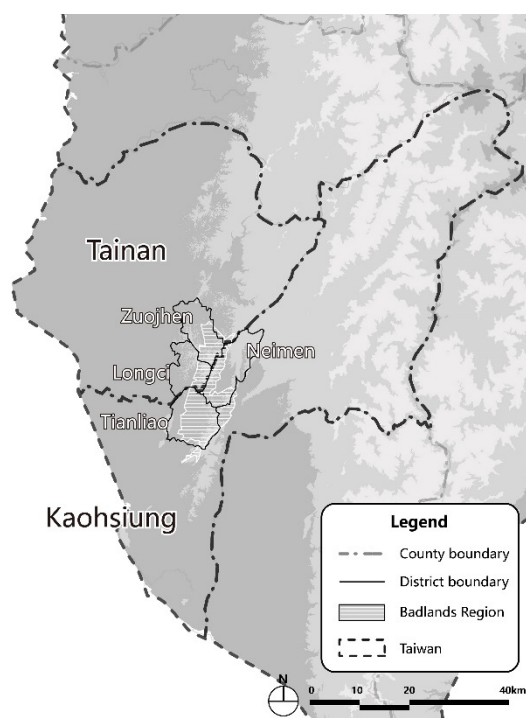 Tainan
Zuojhen
Neimen
Longci
Tianliao
Kaohsiung
Legend
County boundary
District boundary
Badlands Region
Taiwan
N
0 10 20 40km